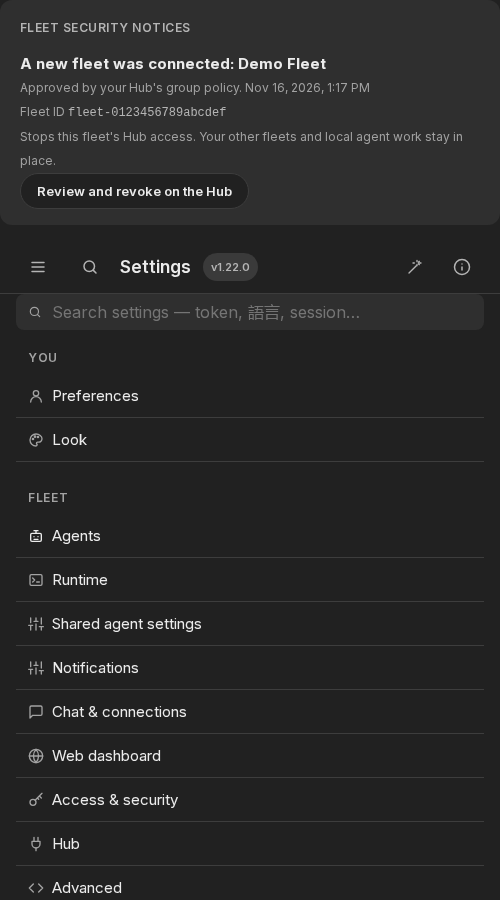 FLEET SECURITY NOTICES
A new fleet was connected: Demo Fleet
Approved by your Hub's group policy. Nov 16, 2026, 1:17 PM
Fleet ID fleet-0123456789abcdef
Stops this fleet's Hub access. Your other fleets and local agent work stay in
place.
Review and revoke on the Hub
Settings v1.22.0
Search settings — token, 語言, session…
YOU
Preferences
Look
FLEET
Agents
Runtime
Shared agent settings
Notifications
Chat & connections
Web dashboard
Access & security
Hub
Advanced